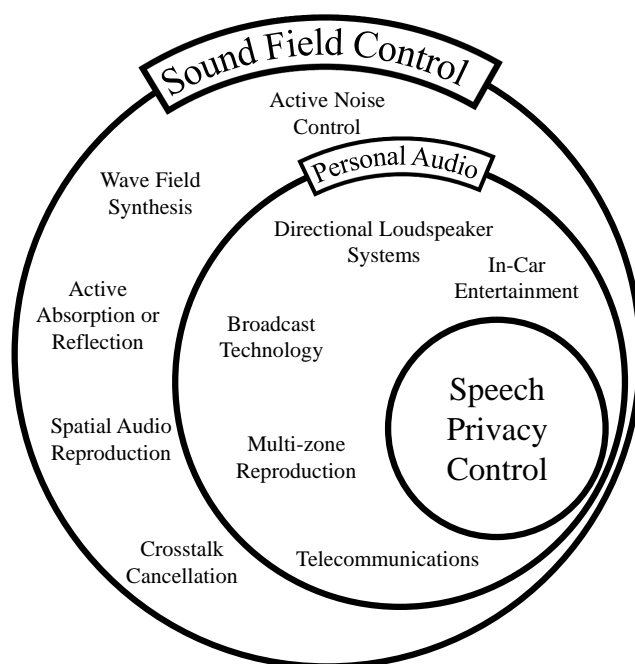 Sound Field Control
Active Noise
Control
Personal Audio
Wave Field
Synthesis
Directional Loudspeaker
Systems
In-Car
Entertainment
Active
Absorption or
Reflection
Broadcast
Technology
Speech
Privacy
Control
Spatial Audio
Reproduction
Multi-zone
Reproduction
Crosstalk
Cancellation
Telecommunications